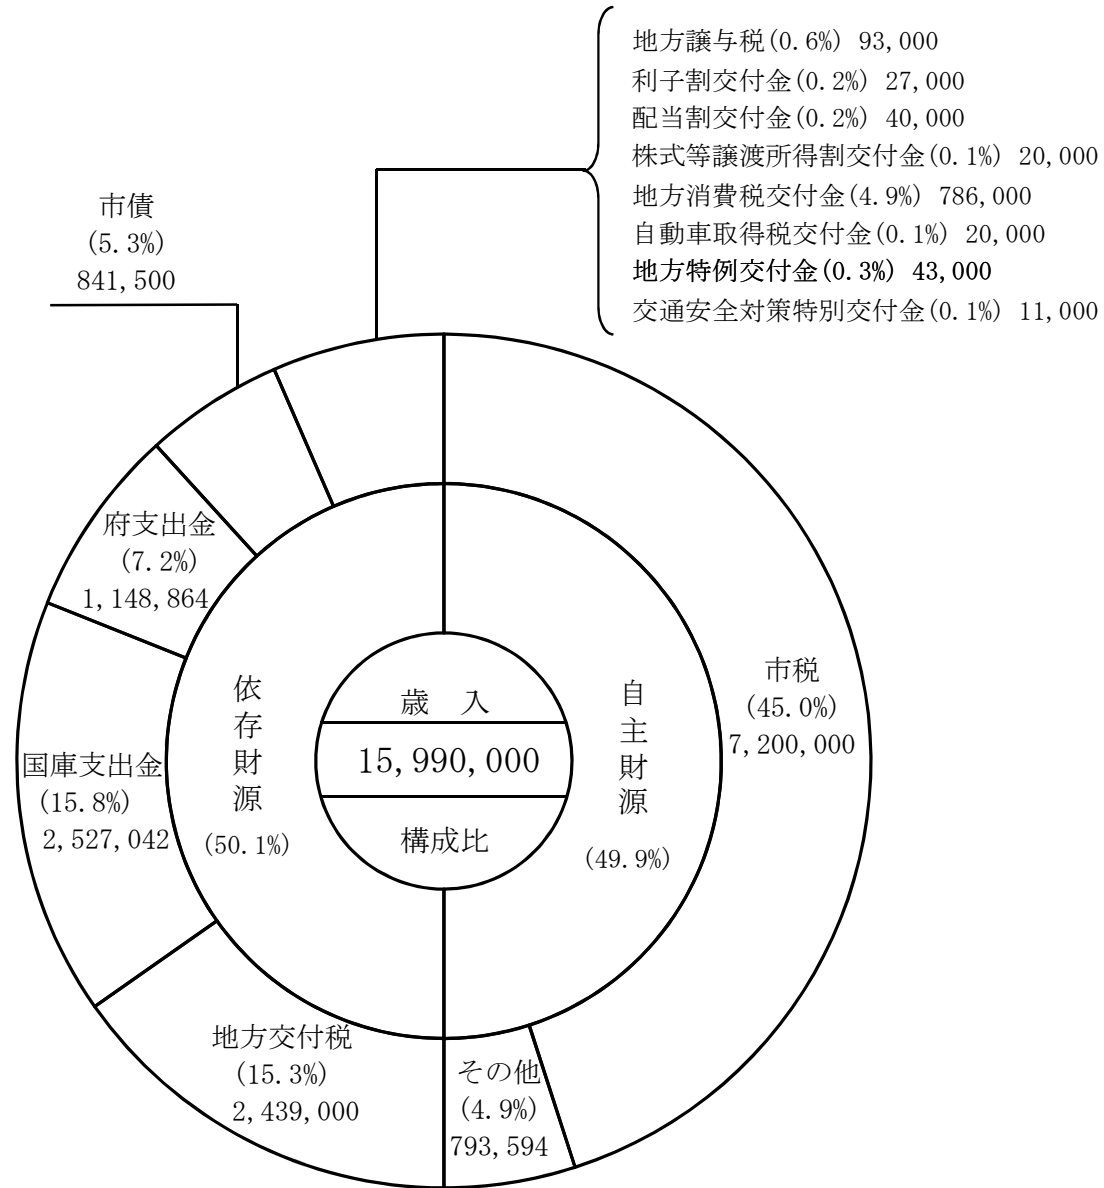 地方譲与税(0.6%) 93,000
利子割交付金(0.2%) 27,000
配当割交付金(0.2%) 40,000
株式等譲渡所得割交付金(0.1%) 20,000
地方消費税交付金(4.9%) 786,000
自動車取得税交付金(0.1%) 20,000
地方特例交付金(0.3%) 43,000
交通安全対策特別交付金(0.1%) 11,000
市債
(5.3%)
841,500
府支出金
(7.2%)
1,148,864
国庫支出金
(15.8%)
2,527,042
地方交付税
(15.3%)
2,439,000
依存財源
(50.1%)
歳 入
15,990,000
構成比
自主財源
(49.9%)
市税
(45.0%)
7,200,000
その他
(4.9%)
793,594